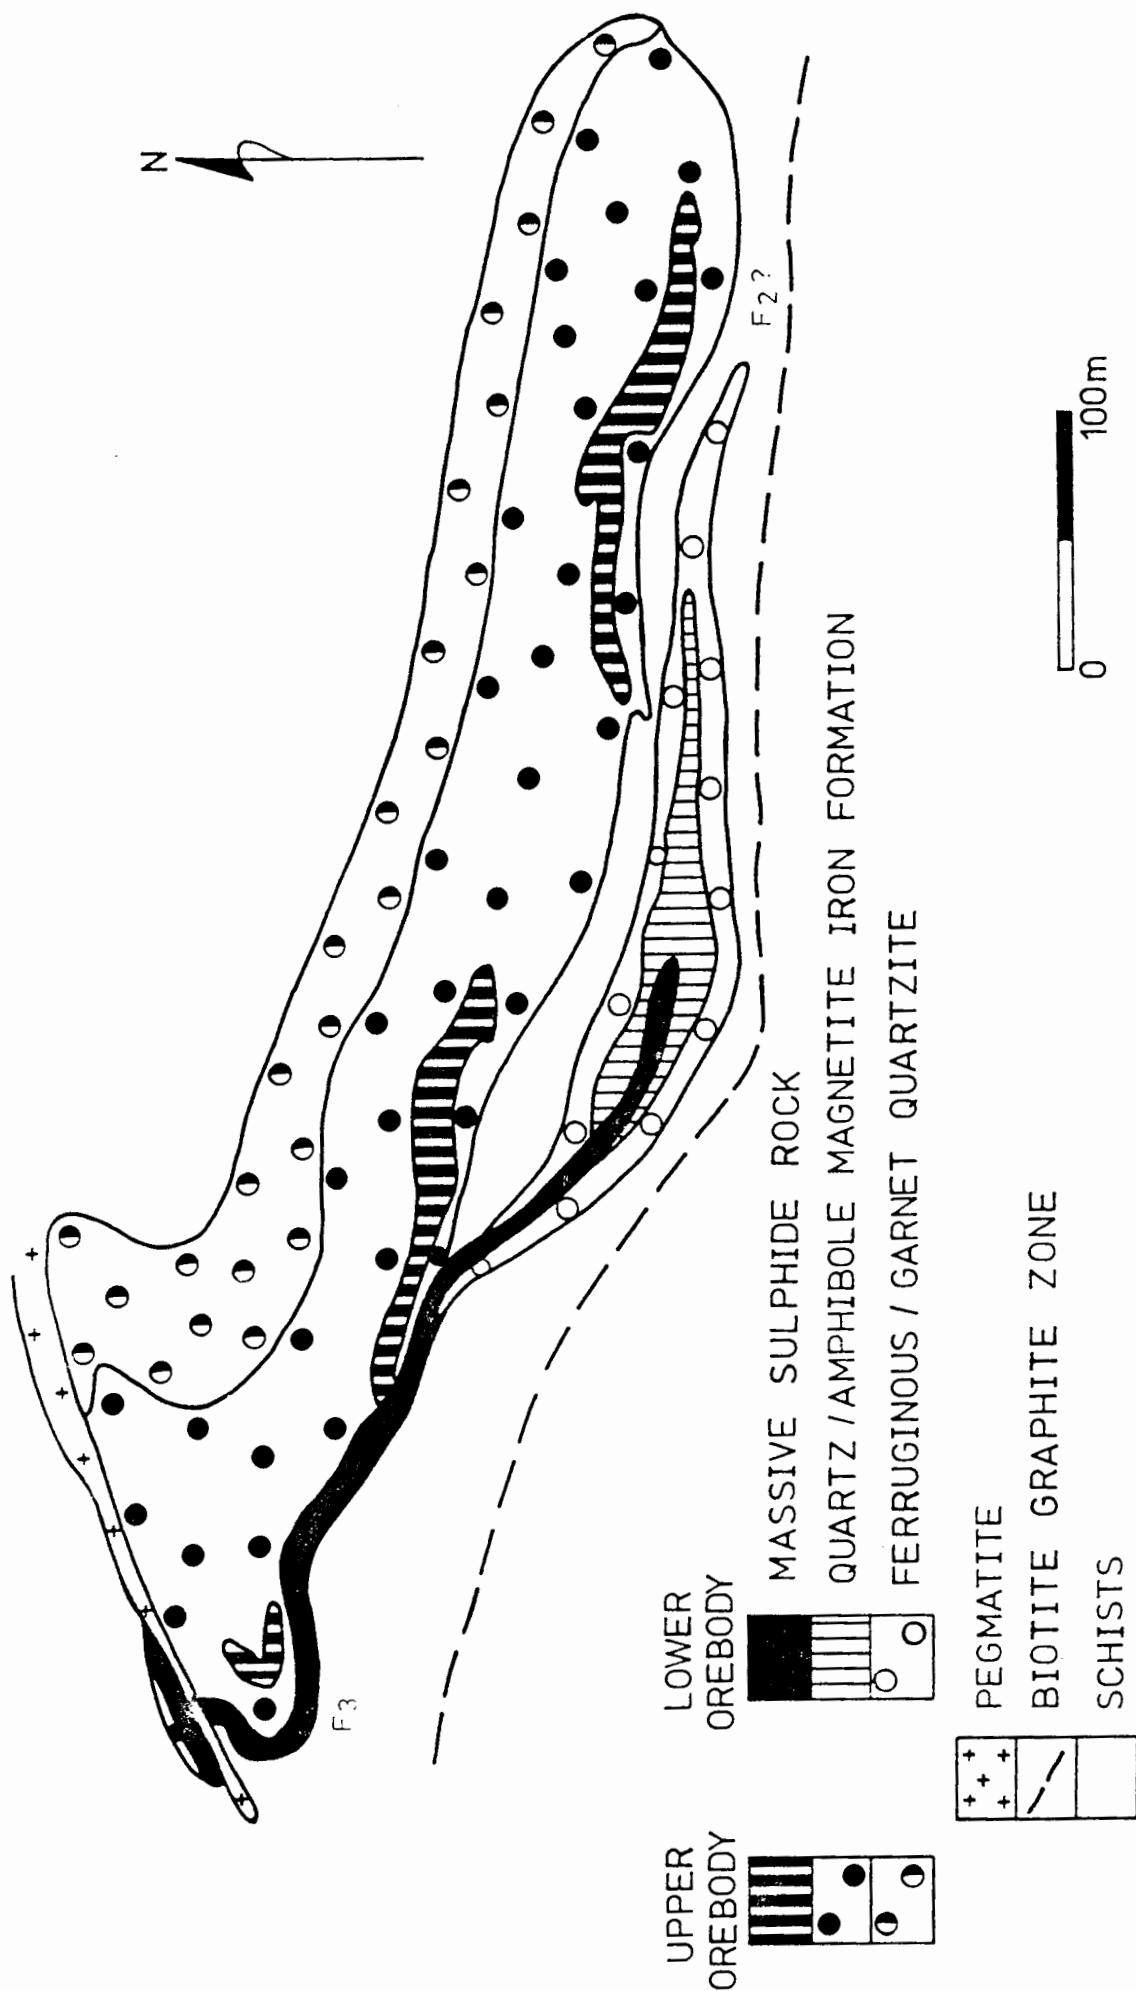 N
F2?
F3
0 100m
UPPER OREBODY
LOWER OREBODY
MASSIVE SULPHIDE ROCK
QUARTZ / AMPHIBOLE MAGNETITE IRON FORMATION
FERRUGINOUS / GARNET QUARTZITE
PEGMATITE
BIOTITE GRAPHITE ZONE
SCHISTS